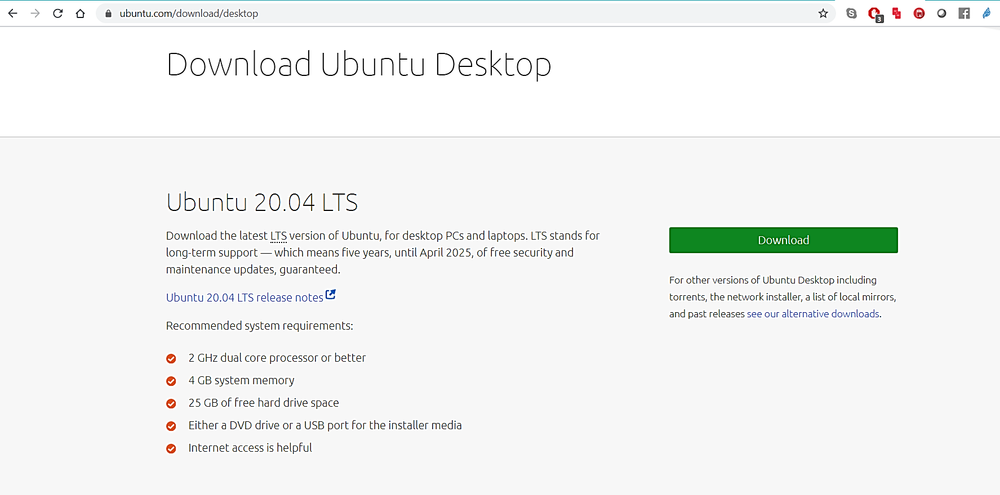 ubuntu.com/download/desktop
3
Download Ubuntu Desktop
Ubuntu 20.04 LTS
Download the latest LTS version of Ubuntu, for desktop PCs and laptops. LTS stands for
long-term support — which means five years, until April 2025, of free security and
maintenance updates, guaranteed.
Ubuntu 20.04 LTS release notes
Recommended system requirements:
2 GHz dual core processor or better
4 GB system memory
25 GB of free hard drive space
Either a DVD drive or a USB port for the installer media
Internet access is helpful
Download
For other versions of Ubuntu Desktop including
torrents, the network installer, a list of local mirrors,
and past releases see our alternative downloads.